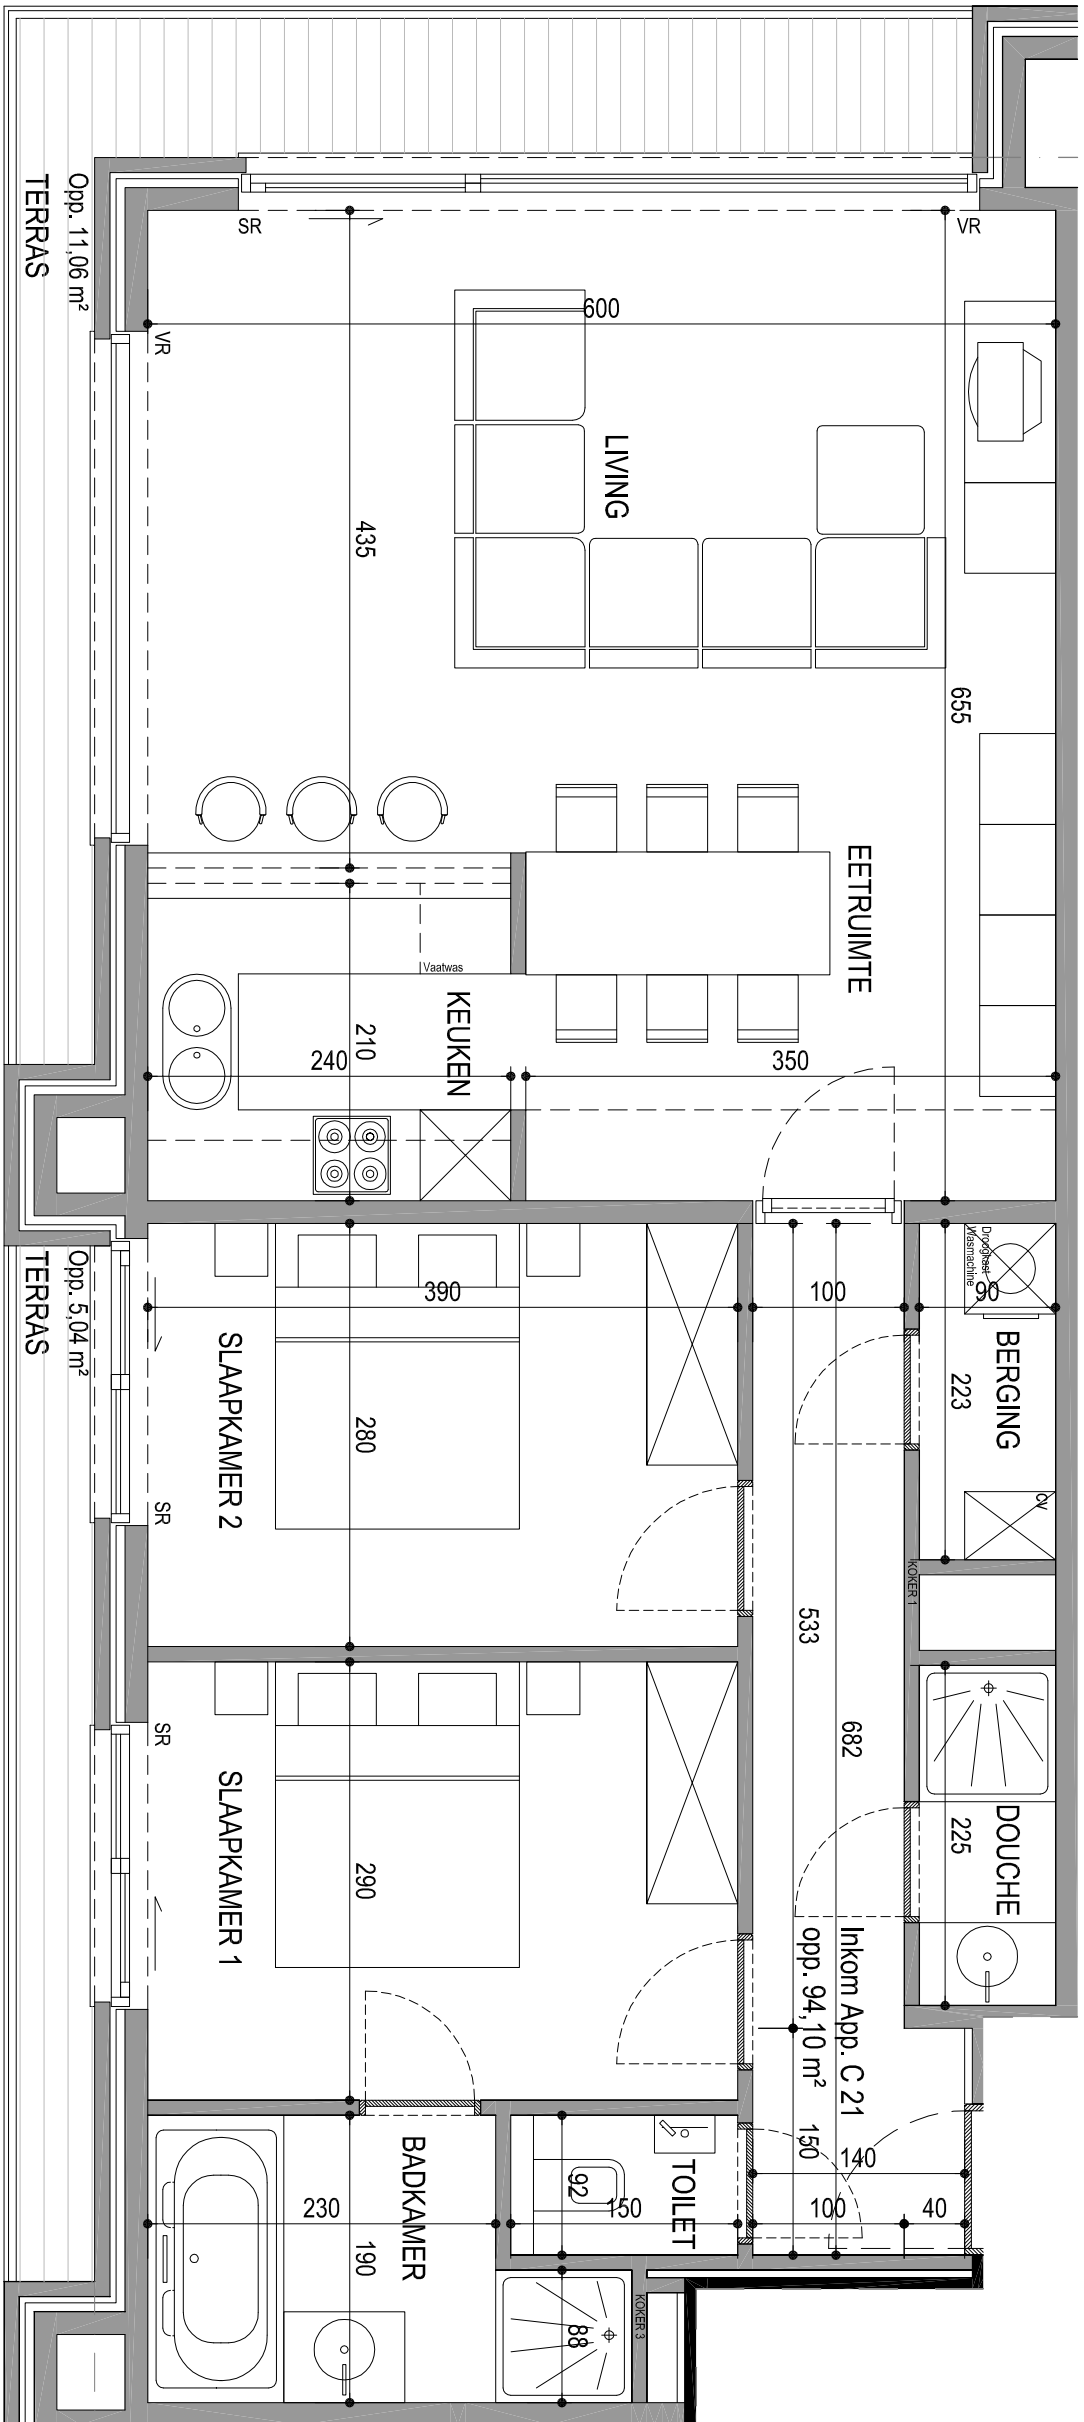 TERRAS
Opp. 11,06 m²
SR
VR
VR
600
LIVING
435
655
EETRUIMTE
Vaatwas
KEUKEN
210
240
350
TERRAS
Opp. 5,04 m²
390
100
90
Droogkast
Wasmachine
BERGING
223
SLAAPKAMER 2
280
SR
CV
KOKER 1
533
682
SR
SLAAPKAMER 1
290
DOUCHE
225
Inkom App. C 21
opp. 94,10 m²
150
140
BADKAMER
TOILET
92
230
150
100
40
190
88
KOKER 3